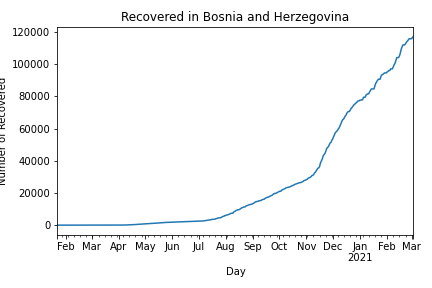 Recovered in Bosnia and Herzegovina
Number of Recovered
120000
100000
80000
60000
40000
20000
0
Feb Mar Apr May Jun Jul Aug Sep Oct Nov Dec Jan Feb Mar
2021
Day